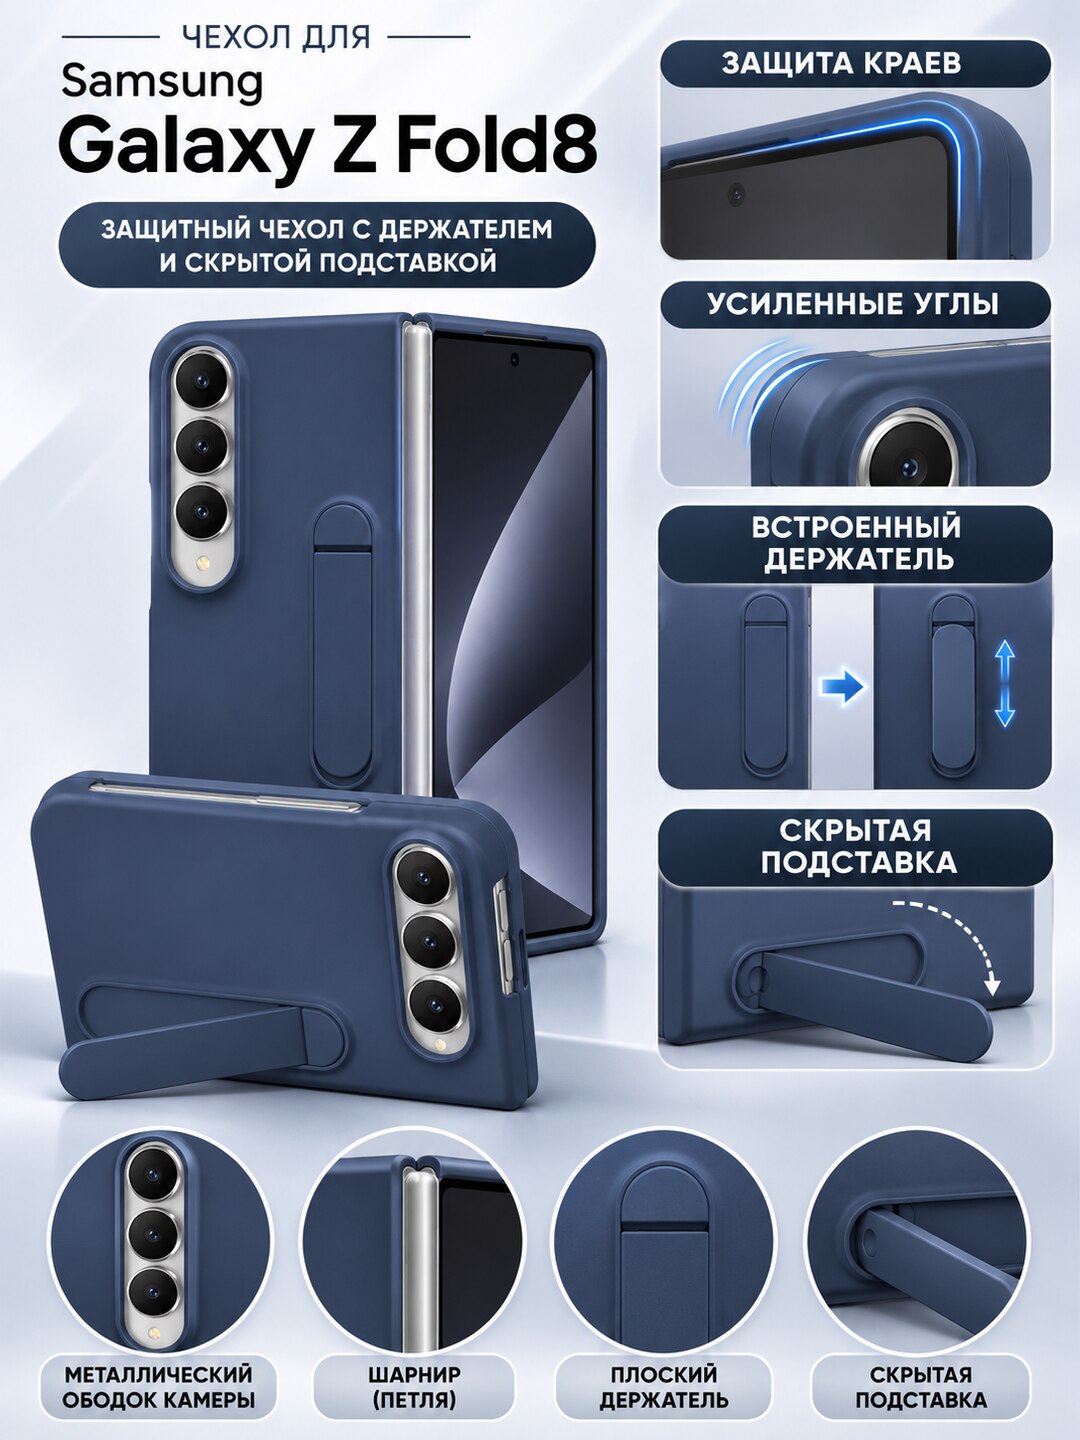 ЧЕХОЛ ДЛЯ
Samsung
Galaxy Z Fold8
ЗАЩИТНЫЙ ЧЕХОЛ С ДЕРЖАТЕЛЕМ
И СКРЫТОЙ ПОДСТАВКОЙ
ЗАЩИТА КРАЕВ
УСИЛЕННЫЕ УГЛЫ
ВСТРОЕННЫЙ
ДЕРЖАТЕЛЬ
СКРЫТАЯ
ПОДСТАВКА
МЕТАЛЛИЧЕСКИЙ
ОБОДОК КАМЕРЫ
ШАРНИР
(ПЕТЛЯ)
ПЛОСКИЙ
ДЕРЖАТЕЛЬ
СКРЫТАЯ
ПОДСТАВКА